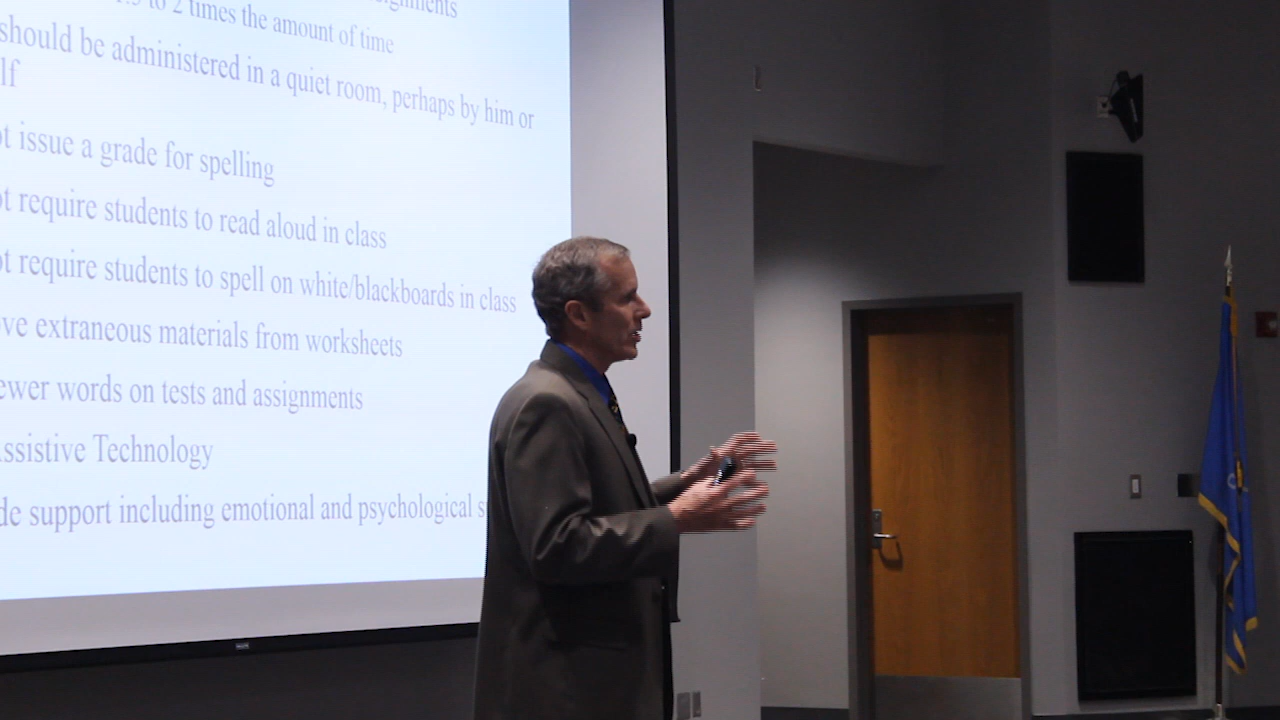 to 2 times the amount of time
should be administered in a quiet room, perhaps by him or
lf
ot issue a grade for spelling
ot require students to read aloud in class
ot require students to spell on white/blackboards in class
ove extraneous materials from worksheets
ewer words on tests and assignments
Assistive Technology
de support including emotional and psychological s